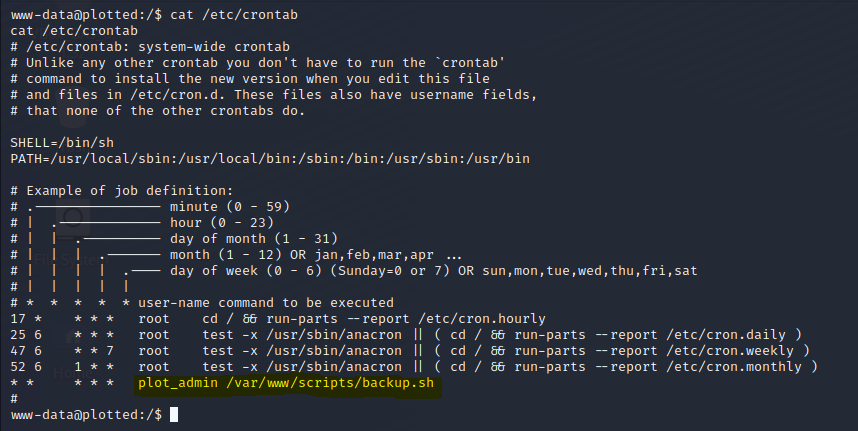 www-data@plotted:/$ cat /etc/crontab
cat /etc/crontab
# /etc/crontab: system-wide crontab
# Unlike any other crontab you don't have to run the `crontab'
# command to install the new version when you edit this file
# and files in /etc/cron.d. These files also have username fields,
# that none of the other crontabs do.

SHELL=/bin/sh
PATH=/usr/local/sbin:/usr/local/bin:/sbin:/bin:/usr/sbin:/usr/bin

# Example of job definition:
# .---------------- minute (0 - 59)
# |  .------------- hour (0 - 23)
# |  |  .---------- day of month (1 - 31)
# |  |  |  .------- month (1 - 12) OR jan,feb,mar,apr ...
# |  |  |  |  .---- day of week (0 - 6) (Sunday=0 or 7) OR sun,mon,tue,wed,thu,fri,sat
# |  |  |  |  |
# *  *  *  *  * user-name command to be executed
17 *    * * *   root    cd / && run-parts --report /etc/cron.hourly
25 6    * * *   root    test -x /usr/sbin/anacron || ( cd / && run-parts --report /etc/cron.daily )
47 6    * * 7   root    test -x /usr/sbin/anacron || ( cd / && run-parts --report /etc/cron.weekly )
52 6    1 * *   root    test -x /usr/sbin/anacron || ( cd / && run-parts --report /etc/cron.monthly )
* *     * * *   plot_admin /var/www/scripts/backup.sh
#
www-data@plotted:/$